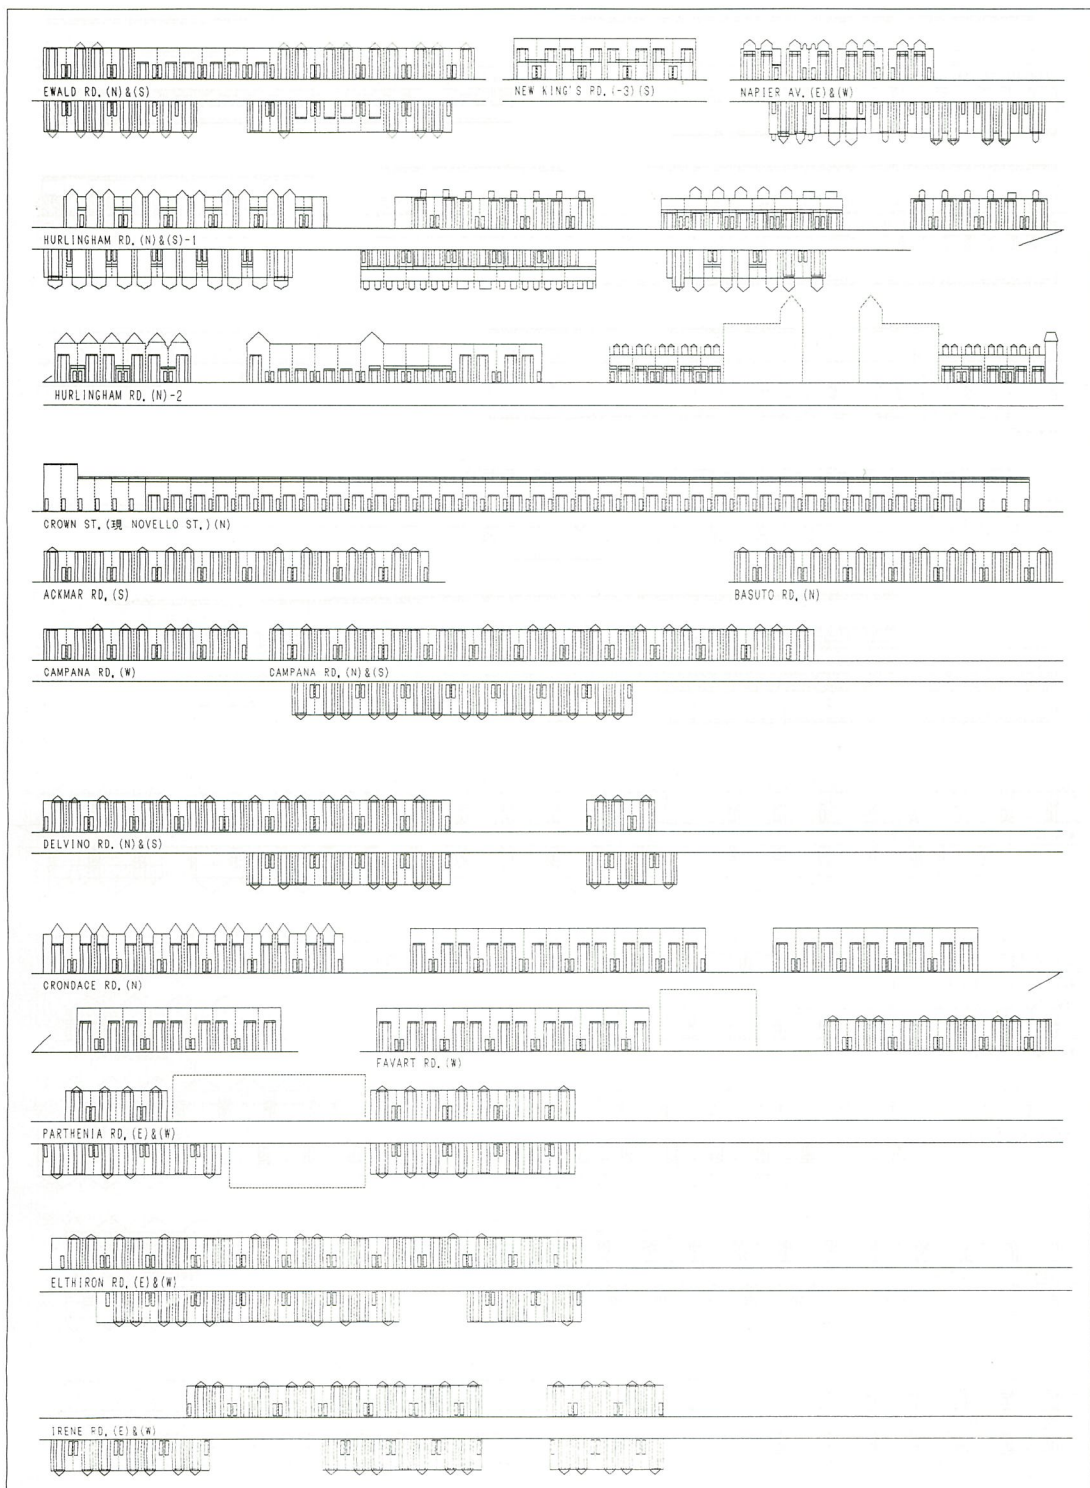 EWALD RD. (N)&(S)
NEW KING'S RD. (-3) (S)
NAPIER AV. (E)&(W)
HURLINGHAM RD. (N)&(S)-1
HURLINGHAM RD. (N)-2
CROWN ST. (現 NOVELLO ST.) (N)
ACKMAR RD. (S)
BASUTO RD. (N)
CAMPANA RD. (W)
CAMPANA RD. (N)&(S)
DELVINO RD. (N)&(S)
CRONDACE RD. (N)
FAVART RD. (W)
PARTHENIA RD. (E)&(W)
ELTHIRON RD. (E)&(W)
IRENE RD. (E)&(W)